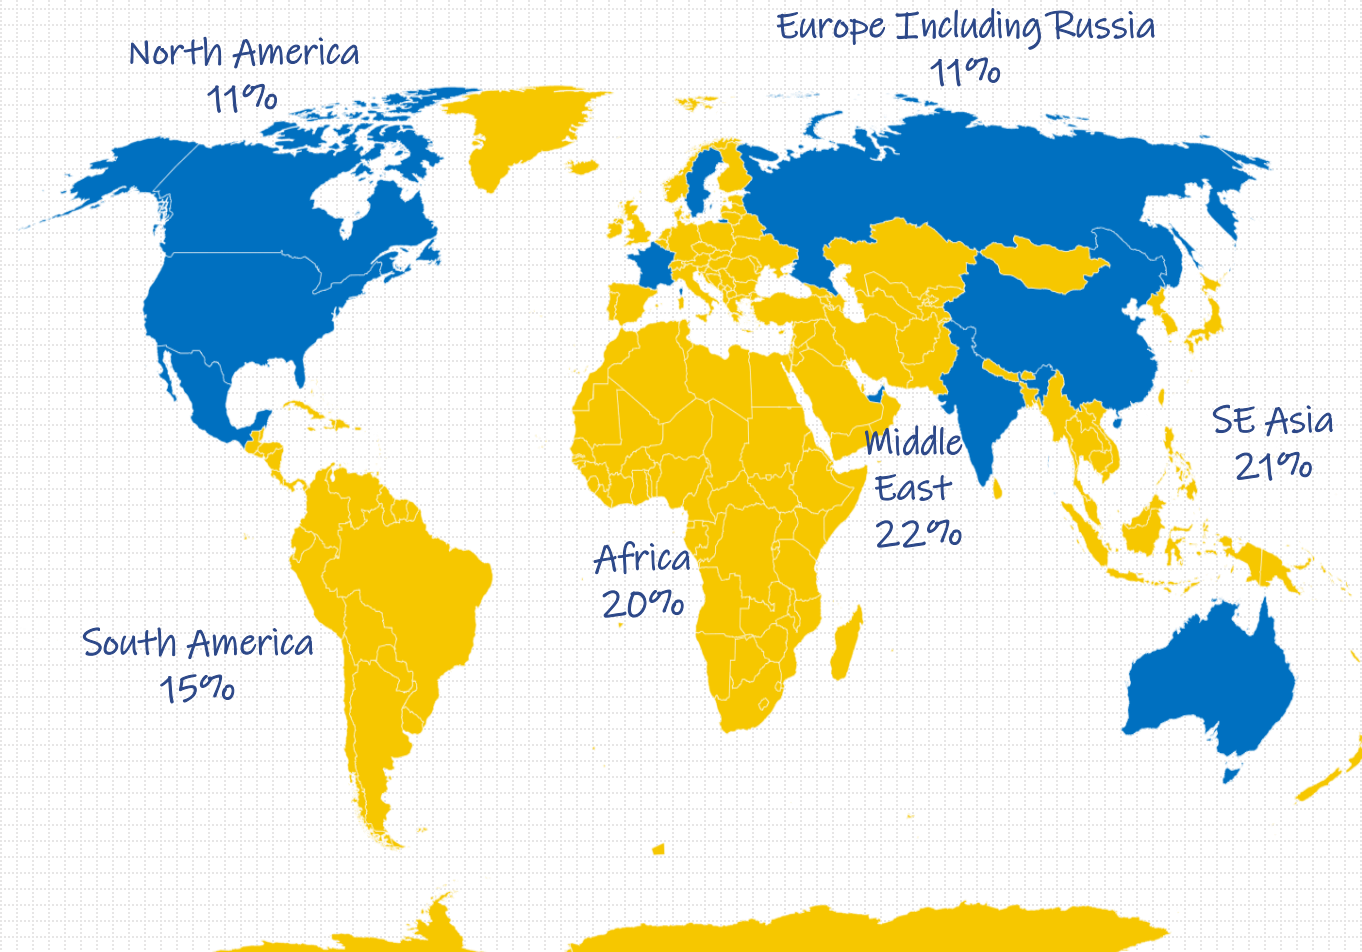 Europe Including Russia
11%
North America
11%
SE Asia
21%
Middle
East
22%
Africa
20%
South America
15%